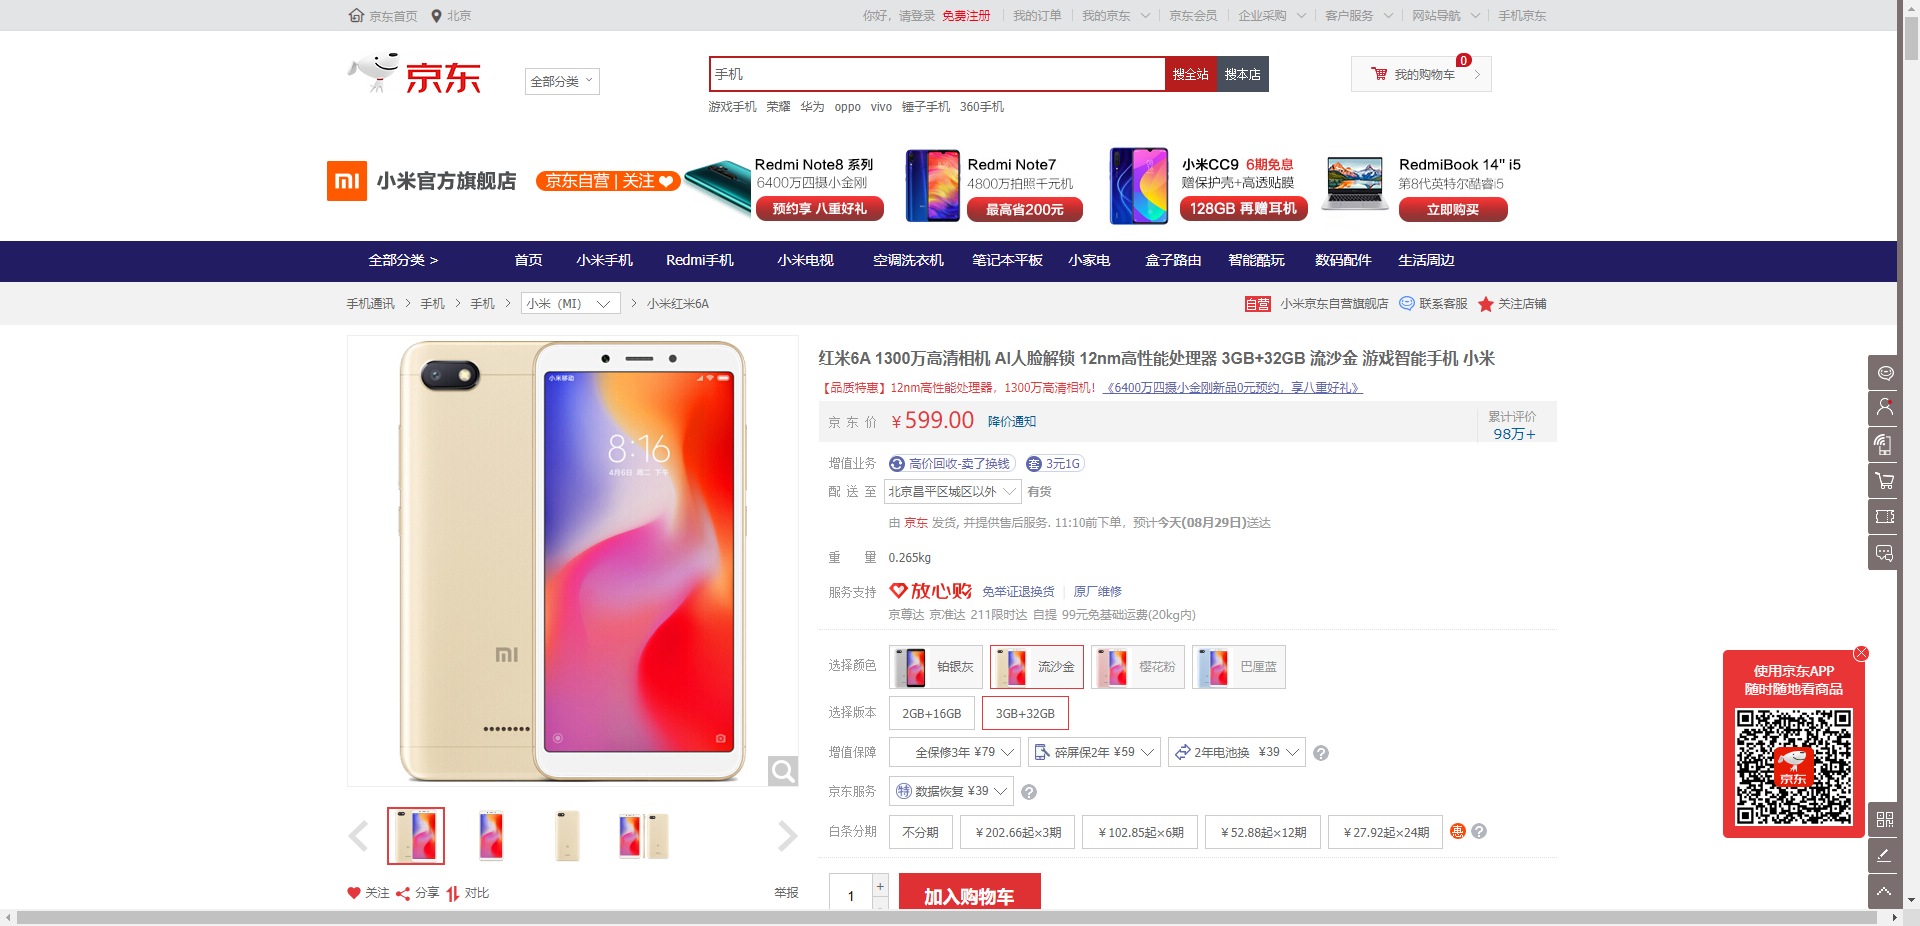 京东首页 北京
你好，请登录 免费注册 我的订单 我的京东 京东会员 企业采购 客户服务 网站导航 手机京东
京东
全部分类
手机
搜全站
搜本店
我的购物车
0
游戏手机 荣耀 华为 oppo vivo 锤子手机 360手机
小米官方旗舰店
京东自营 | 关注
Redmi Note8 系列
6400万四摄小金刚
预约享 八重好礼
Redmi Note7
4800万拍照千元机
最高省200元
小米CC9 6期免息
赠保护壳+高透贴膜
128GB 再赠耳机
RedmiBook 14" i5
第8代英特尔酷睿i5
立即购买
全部分类 > 首页 小米手机 Redmi手机 小米电视 空调洗衣机 笔记本平板 小家电 盒子路由 智能酷玩 数码配件 生活周边
手机通讯 > 手机 > 手机 > 小米（MI） > 小米红米6A
自营 小米京东自营旗舰店 联系客服 关注店铺
小米移动
8:16
4月6日 周二 下午
红米6A 1300万高清相机 AI人脸解锁 12nm高性能处理器 3GB+32GB 流沙金 游戏智能手机 小米
【品质特惠】12nm高性能处理器，1300万高清相机！《6400万四摄小金刚新品0元预约，享八重好礼》
京东价 ￥599.00 降价通知
累计评价
98万+
增值业务 高价回收-卖了换钱 套 3元1G
配送至 北京昌平区城区以外 有货
由 京东 发货, 并提供售后服务. 11:10前下单，预计今天(08月29日)送达
重量 0.265kg
服务支持 放心购 免举证退换货 原厂维修
京尊达 京准达 211限时达 自提 99元免基础运费(20kg内)
选择颜色 铂银灰 流沙金 樱花粉 巴厘蓝
选择版本 2GB+16GB 3GB+32GB
增值保障 全保修3年 ¥79 碎屏保2年 ¥59 2年电池换 ¥39 ?
京东服务 特 数据恢复 ¥39 ?
白条分期 不分期 ￥202.66起×3期 ￥102.85起×6期 ￥52.88起×12期 ￥27.92起×24期 惠 ?
1 + 加入购物车
关注 分享 对比 举报
使用京东APP
随时随地看商品
京东